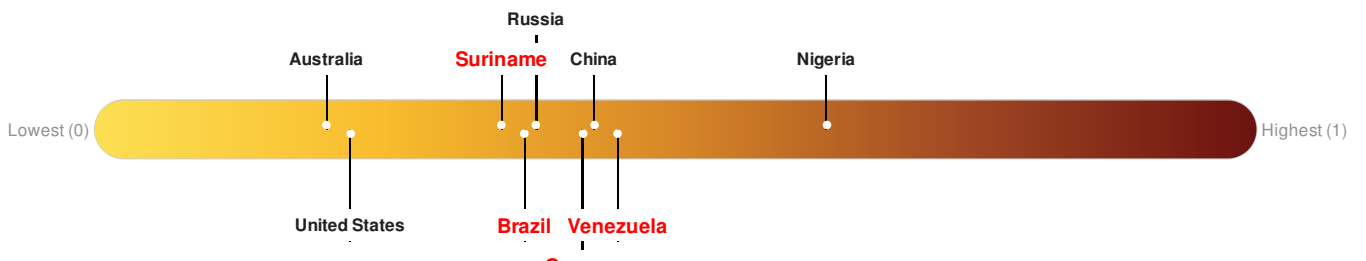 Russia
Australia
Suriname
China
Nigeria
Lowest (0)
Highest (1)
United States
Brazil
Venezuela